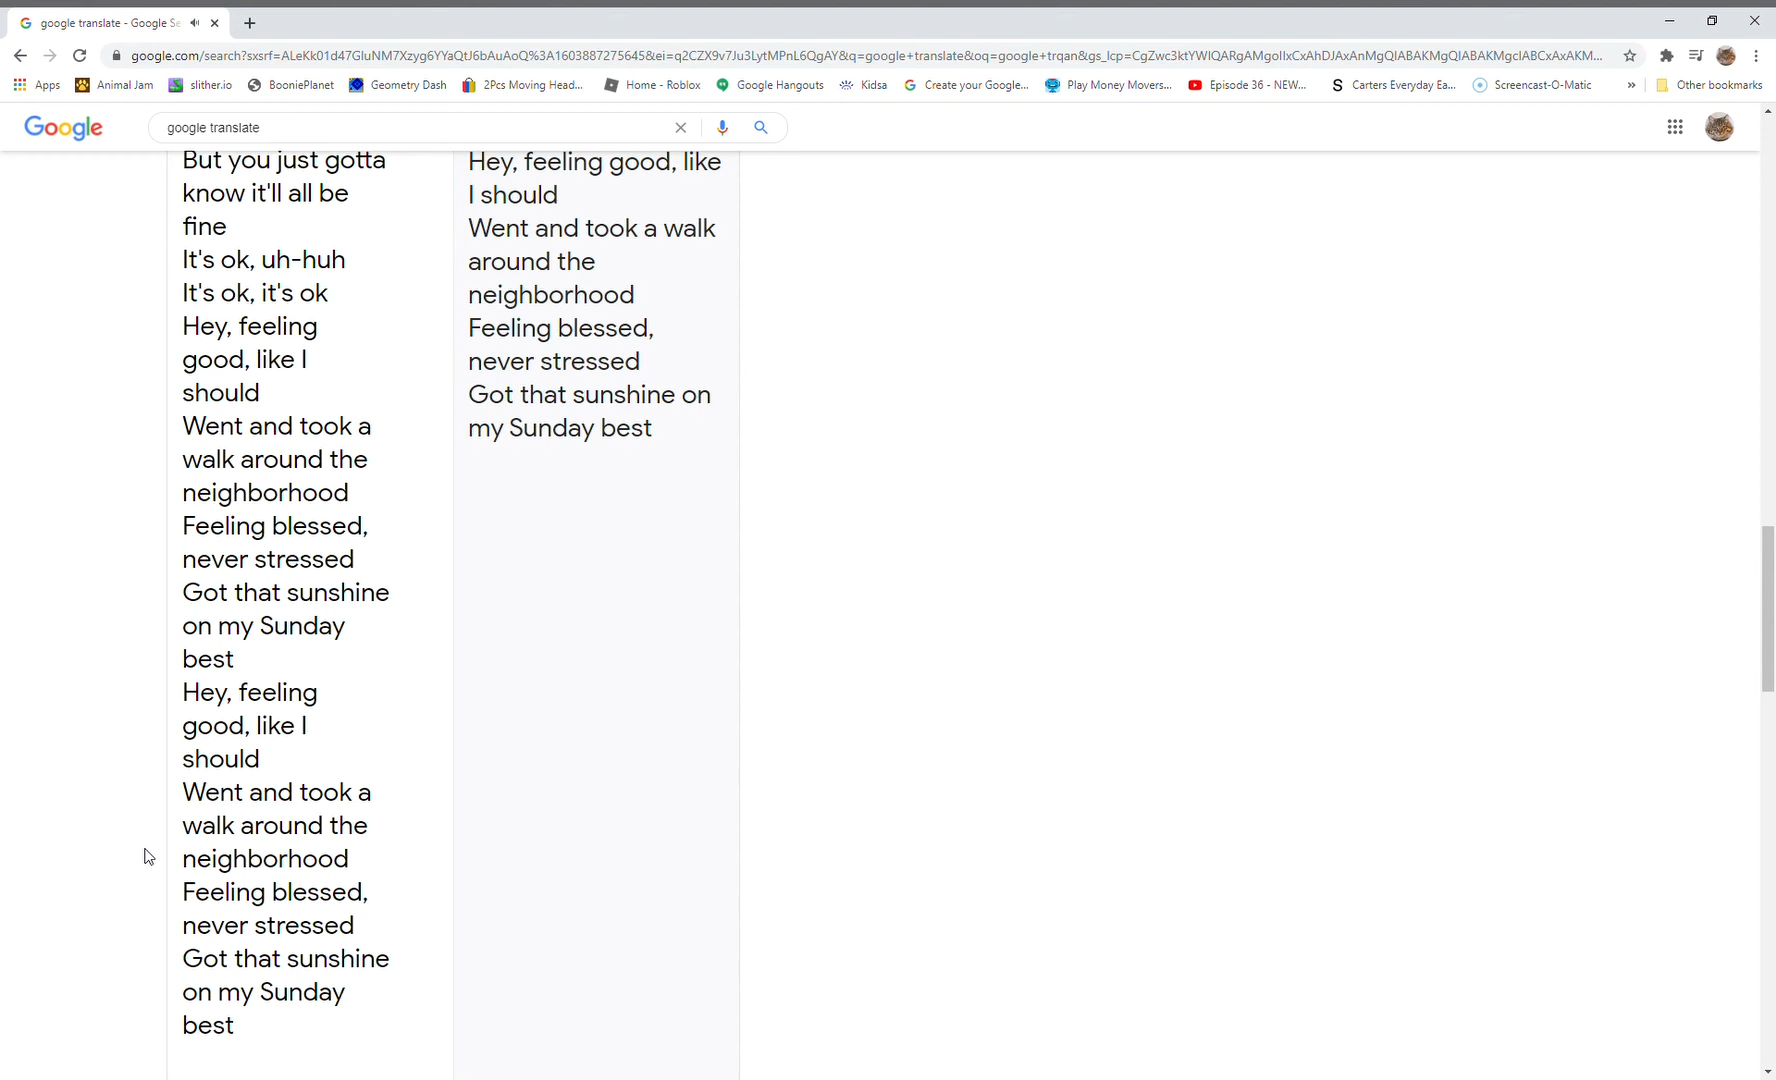 google translate - Google Se
google.com/search?sxsrf=ALeKk01d47GluNM7Xzyg6YYaQtJ6bAuAoQ%3A1603887275645&ei=q2CZX9v7Ju3LytMPnL6QgAY&q=google+translate&oq=google+trqan&gs_lcp=CgZwc3ktYWIQARgAMgolIxCxAhDJAxAnMgQIABAKMgQIABAKMgcIABCxAxAKM...
Apps Animal Jam slither.io BooniePlanet Geometry Dash 2Pcs Moving Head... Home - Roblox Google Hangouts Kidsa Create your Google... Play Money Movers... Episode 36 - NEW... Carters Everyday Ea... Screencast-O-Matic » Other bookmarks
Google google translate
But you just gotta
know it'll all be
fine
It's ok, uh-huh
It's ok, it's ok
Hey, feeling
good, like I
should
Went and took a
walk around the
neighborhood
Feeling blessed,
never stressed
Got that sunshine
on my Sunday
best
Hey, feeling
good, like I
should
Went and took a
walk around the
neighborhood
Feeling blessed,
never stressed
Got that sunshine
on my Sunday
best
Hey, feeling good, like
I should
Went and took a walk
around the
neighborhood
Feeling blessed,
never stressed
Got that sunshine on
my Sunday best